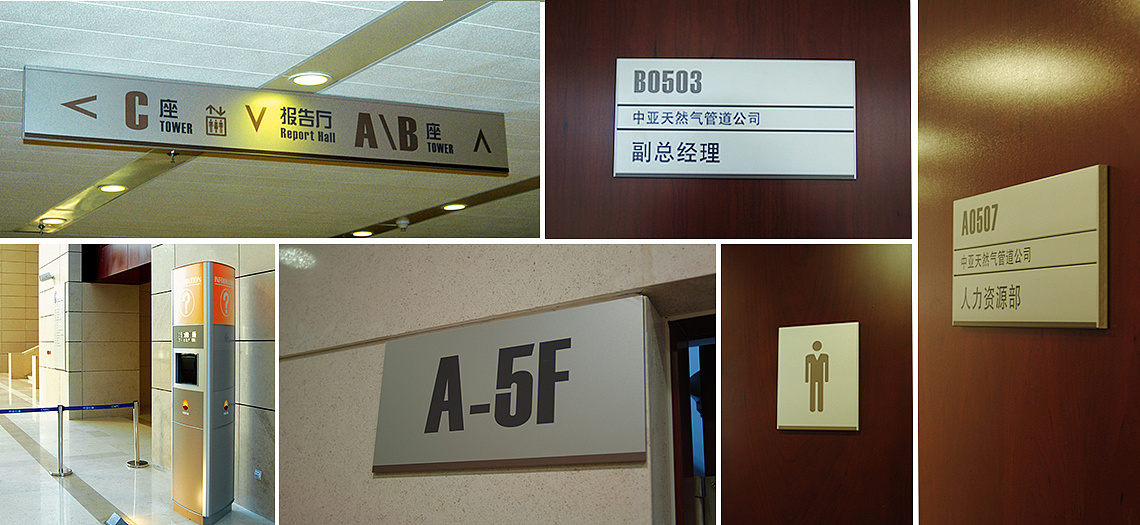 < C 座 TOWER ∨ 报告厅 Report Hall A\B 座 TOWER ∧
B0503
中亚天然气管道公司
副总经理
A0507
中亚天然气管道公司
人力资源部
?
?
A-5F